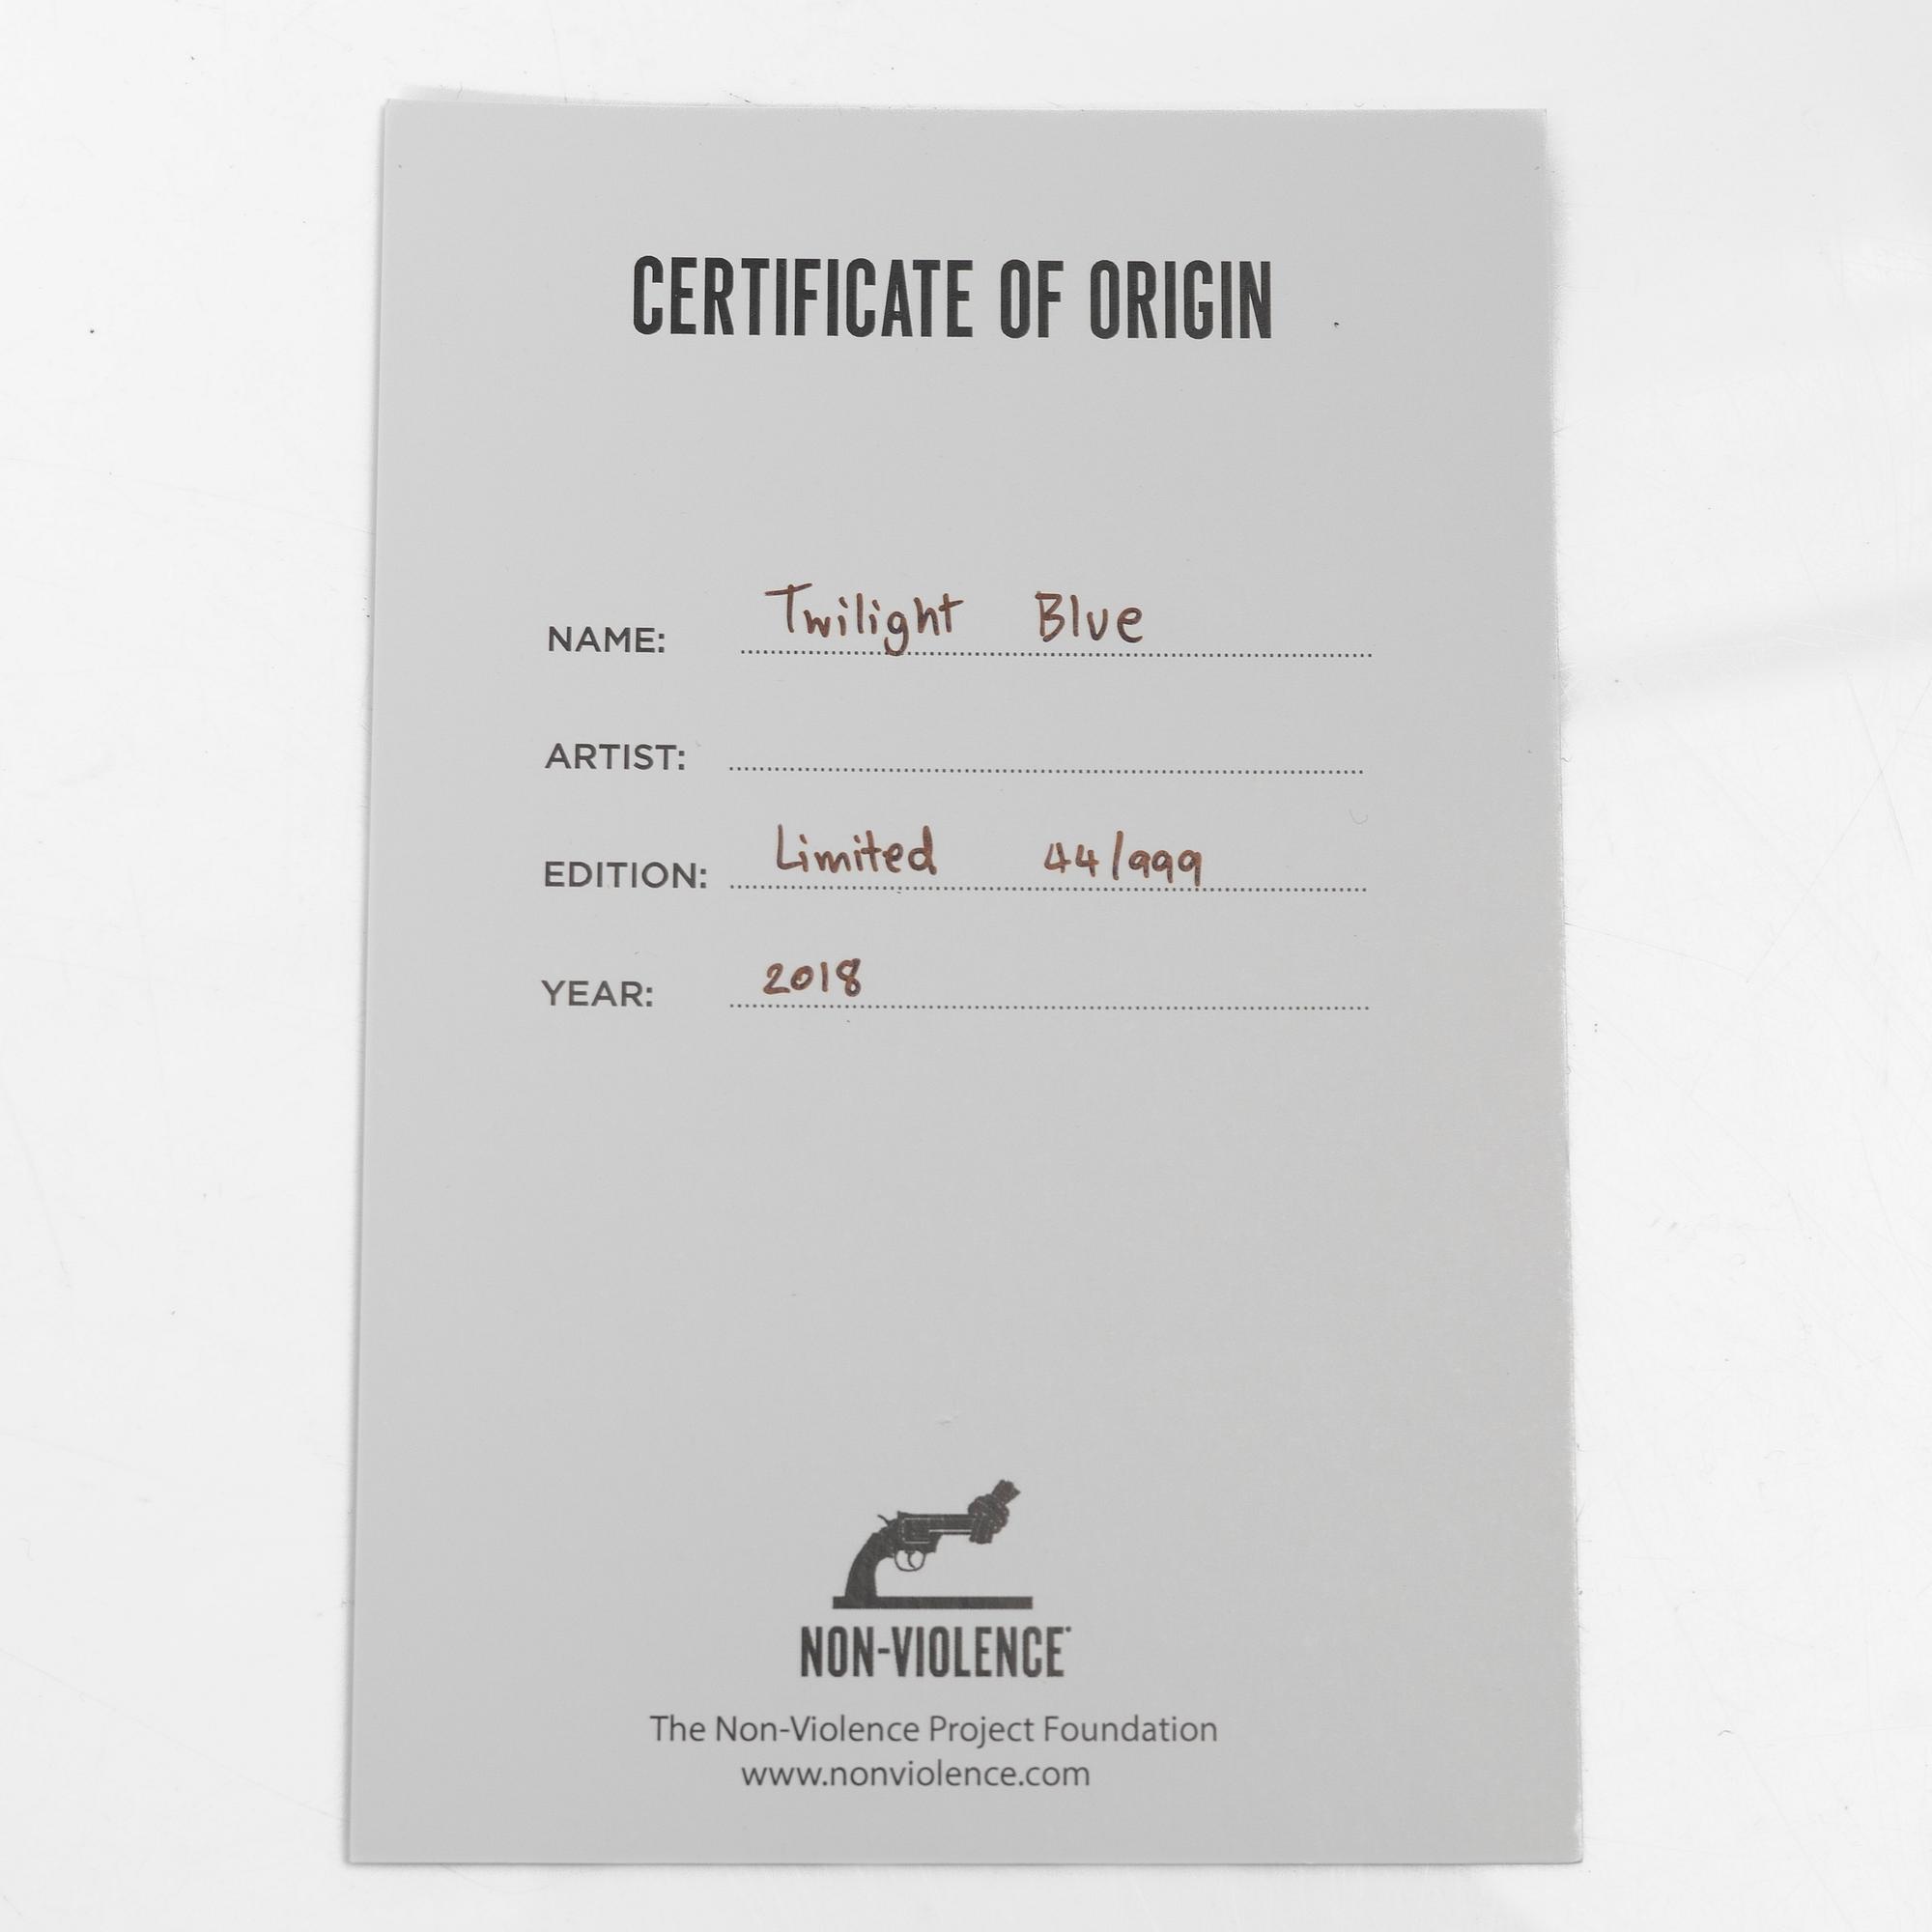 CERTIFICATE OF ORIGIN
NAME: Twilight Blue
ARTIST:
EDITION: Limited 44/999
YEAR: 2018
NON-VIOLENCE
The Non-Violence Project Foundation
www.nonviolence.com